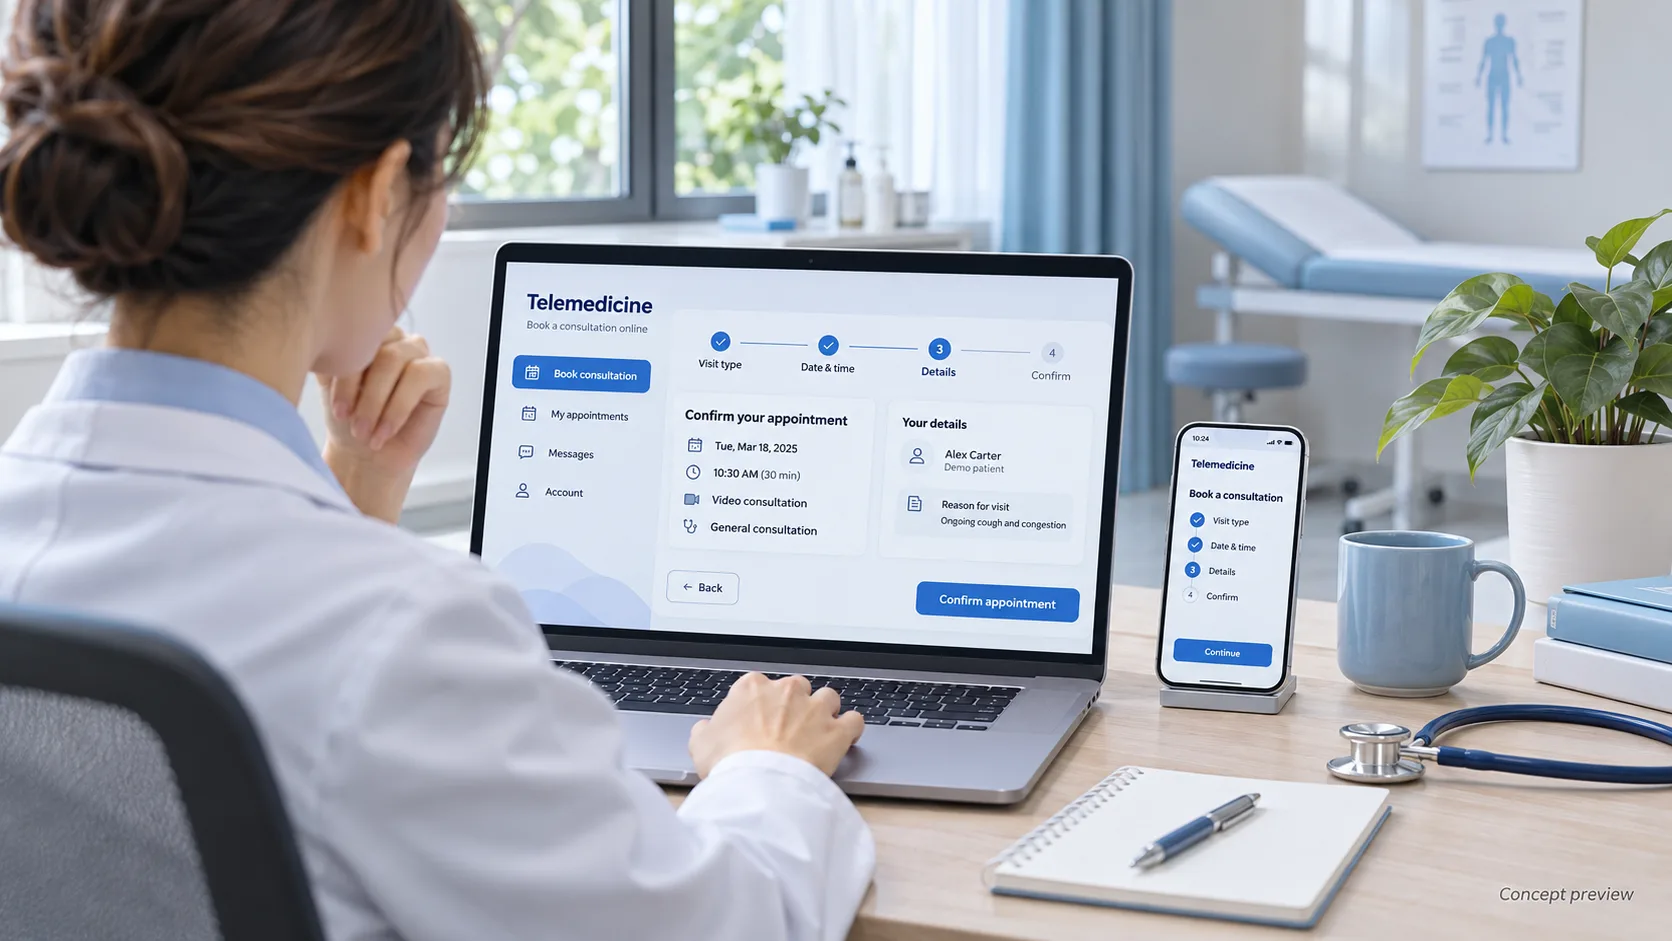 Telemedicine
Book a consultation online
Book consultation
My appointments
Messages
Account
Visit type
Date & time
3
Details
4
Confirm
Confirm your appointment
Tue, Mar 18, 2025
10:30 AM (30 min)
Video consultation
General consultation
Your details
Alex Carter
Demo patient
Reason for visit
Ongoing cough and congestion
← Back
Confirm appointment
10:24
Telemedicine
Book a consultation
Visit type
Date & time
3 Details
4 Confirm
Continue
Concept preview